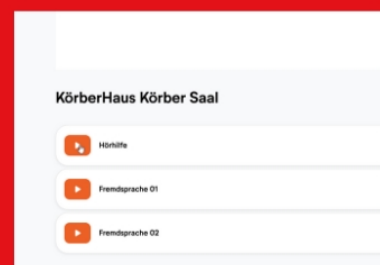 KörberHaus Körber Saal
Hörhilfe
Fremdsprache 01
Fremdsprache 02